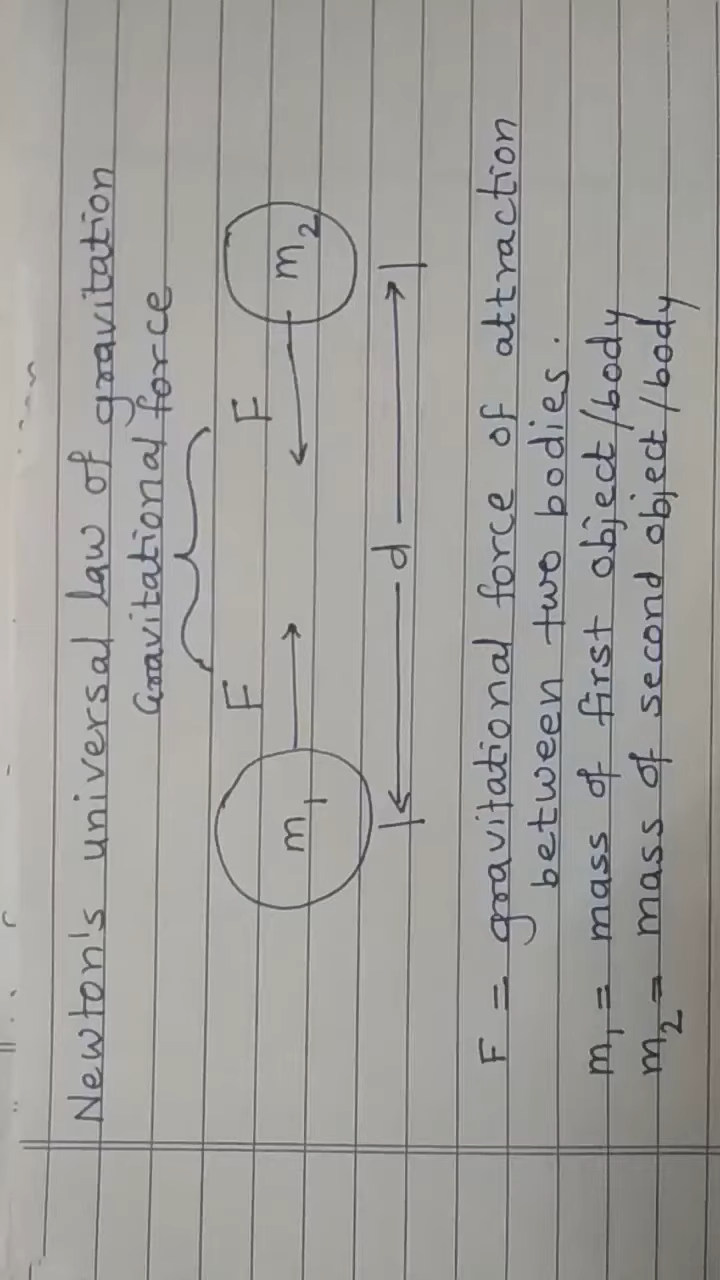 Newton's universal law of gravitation
Gravitational force
F F
m1 m2
d
F = gravitational force of attraction
between two bodies.
m1 = mass of first object/body
m2 = mass of second object/body